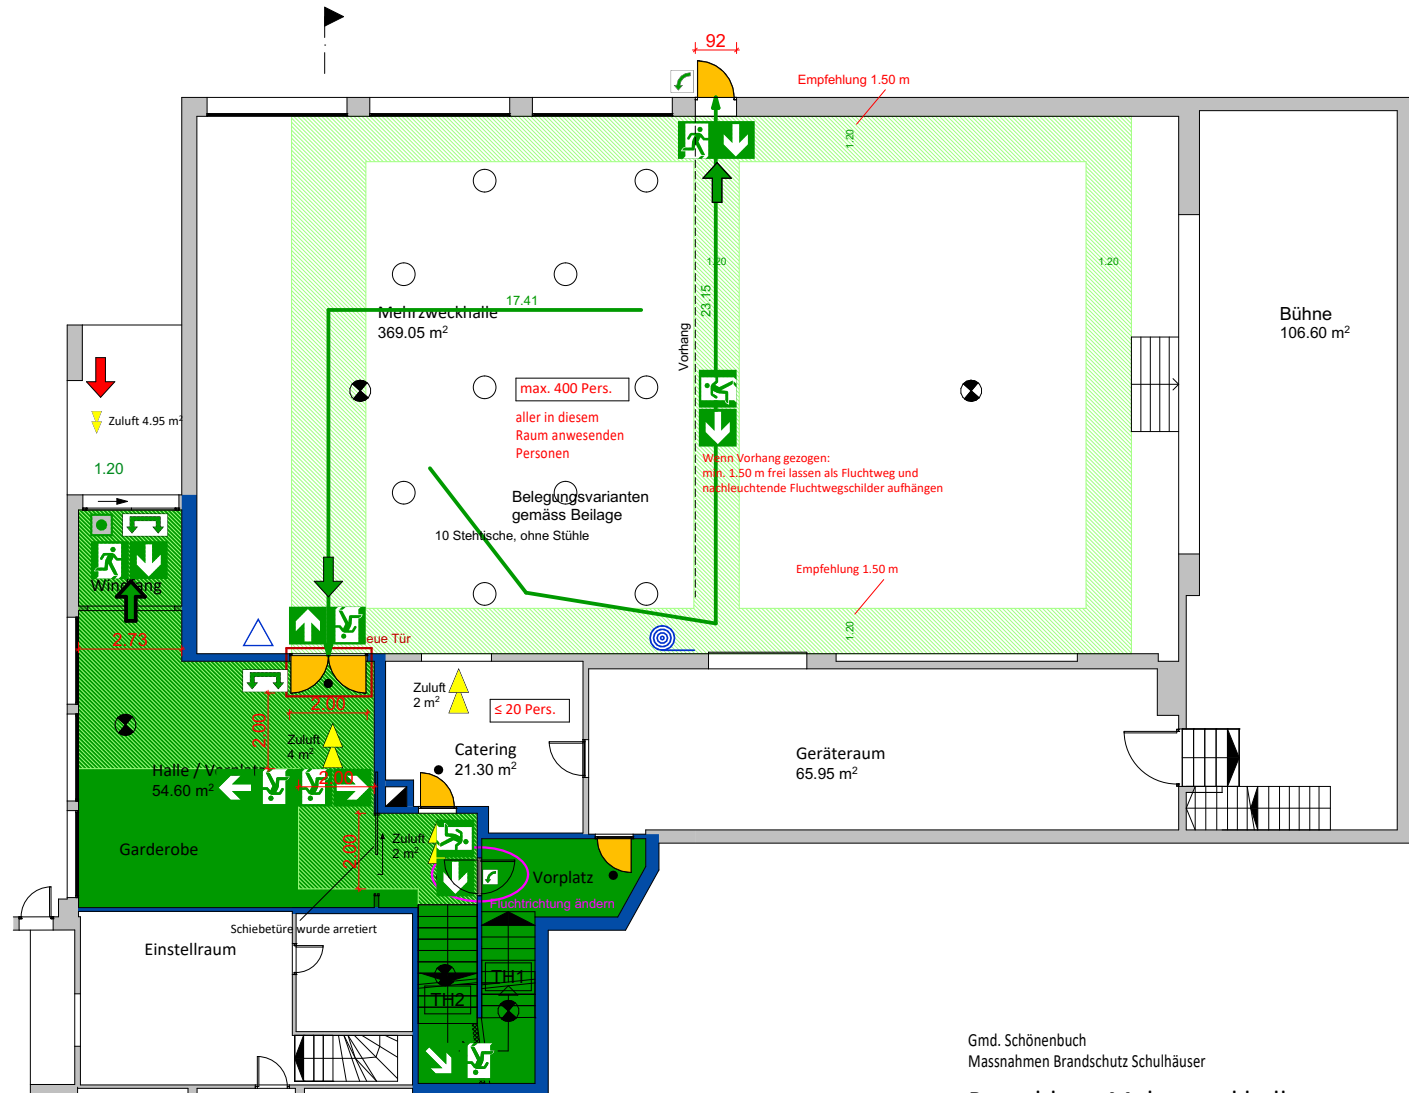 92
Empfehlung 1.50 m
1.20
1.20
1.20
23.15
17.41
Mehrzweckhalle
369.05 m²
Vorhang
Bühne
106.60 m²
max. 400 Pers.
aller in diesem
Raum anwesenden
Personen
Zuluft 4.95 m²
1.20
Wenn Vorhang gezogen:
min. 1.50 m frei lassen als Fluchtweg und
nachleuchtende Fluchtwegschilder aufhängen
Belegungsvarianten
gemäss Beilage
10 Stehtische, ohne Stühle
Empfehlung 1.50 m
1.20
Windfang
2.73
eue Tür
2.00
2.00
Zuluft
4 m²
Zuluft
2 m²
≤ 20 Pers.
Catering
21.30 m²
Geräteraum
65.95 m²
Halle / Vorplatz
54.60 m²
2.00
2.00
Zuluft
2 m²
Garderobe
Vorplatz
Fluchtrichtung ändern
Schiebetüre wurde arretiert
Einstellraum
TH1
TH2
Gmd. Schönenbuch
Massnahmen Brandschutz Schulhäuser